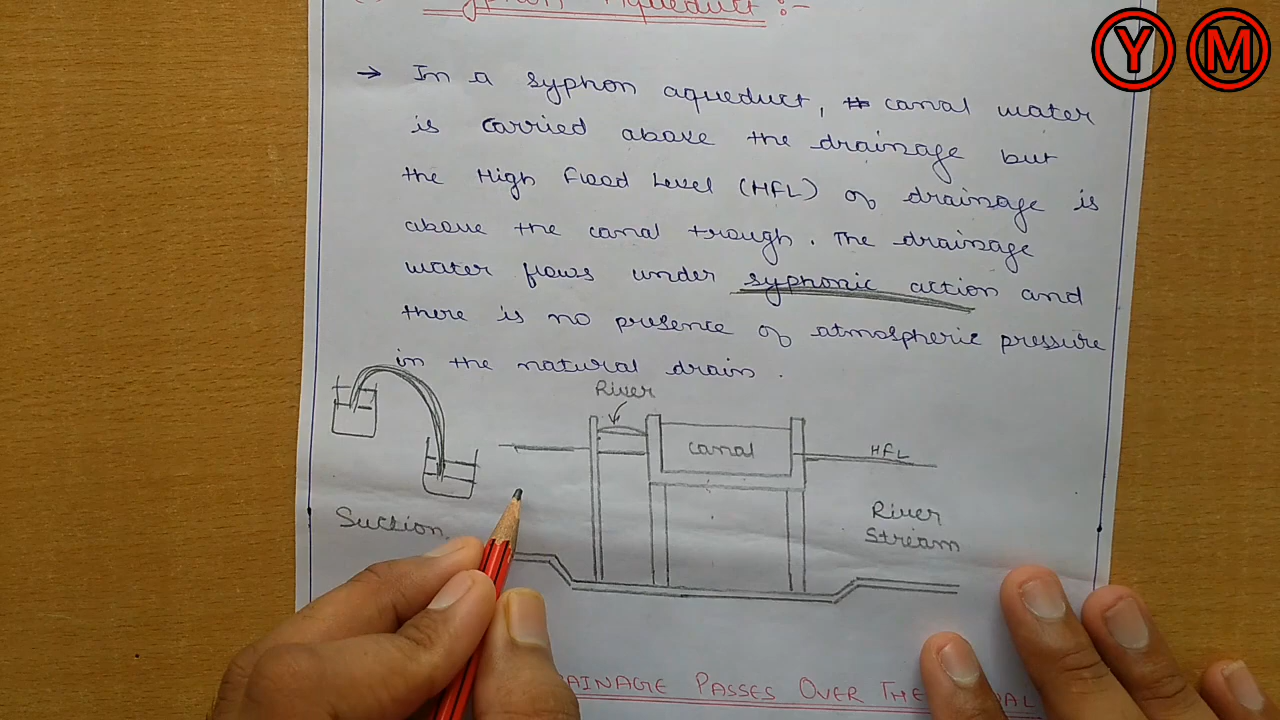 Syphon Aqueduct :-
Y M
→ In a syphon aqueduct, canal water
is carried above the drainage but
the High Flood Level (HFL) of drainage is
above the canal trough. The drainage
water flows under syphonic action and
there is no presence of atmospheric pressure
in the natural drain.
River
canal
HFL
River
Stream
Suction
PASSES OVER THE